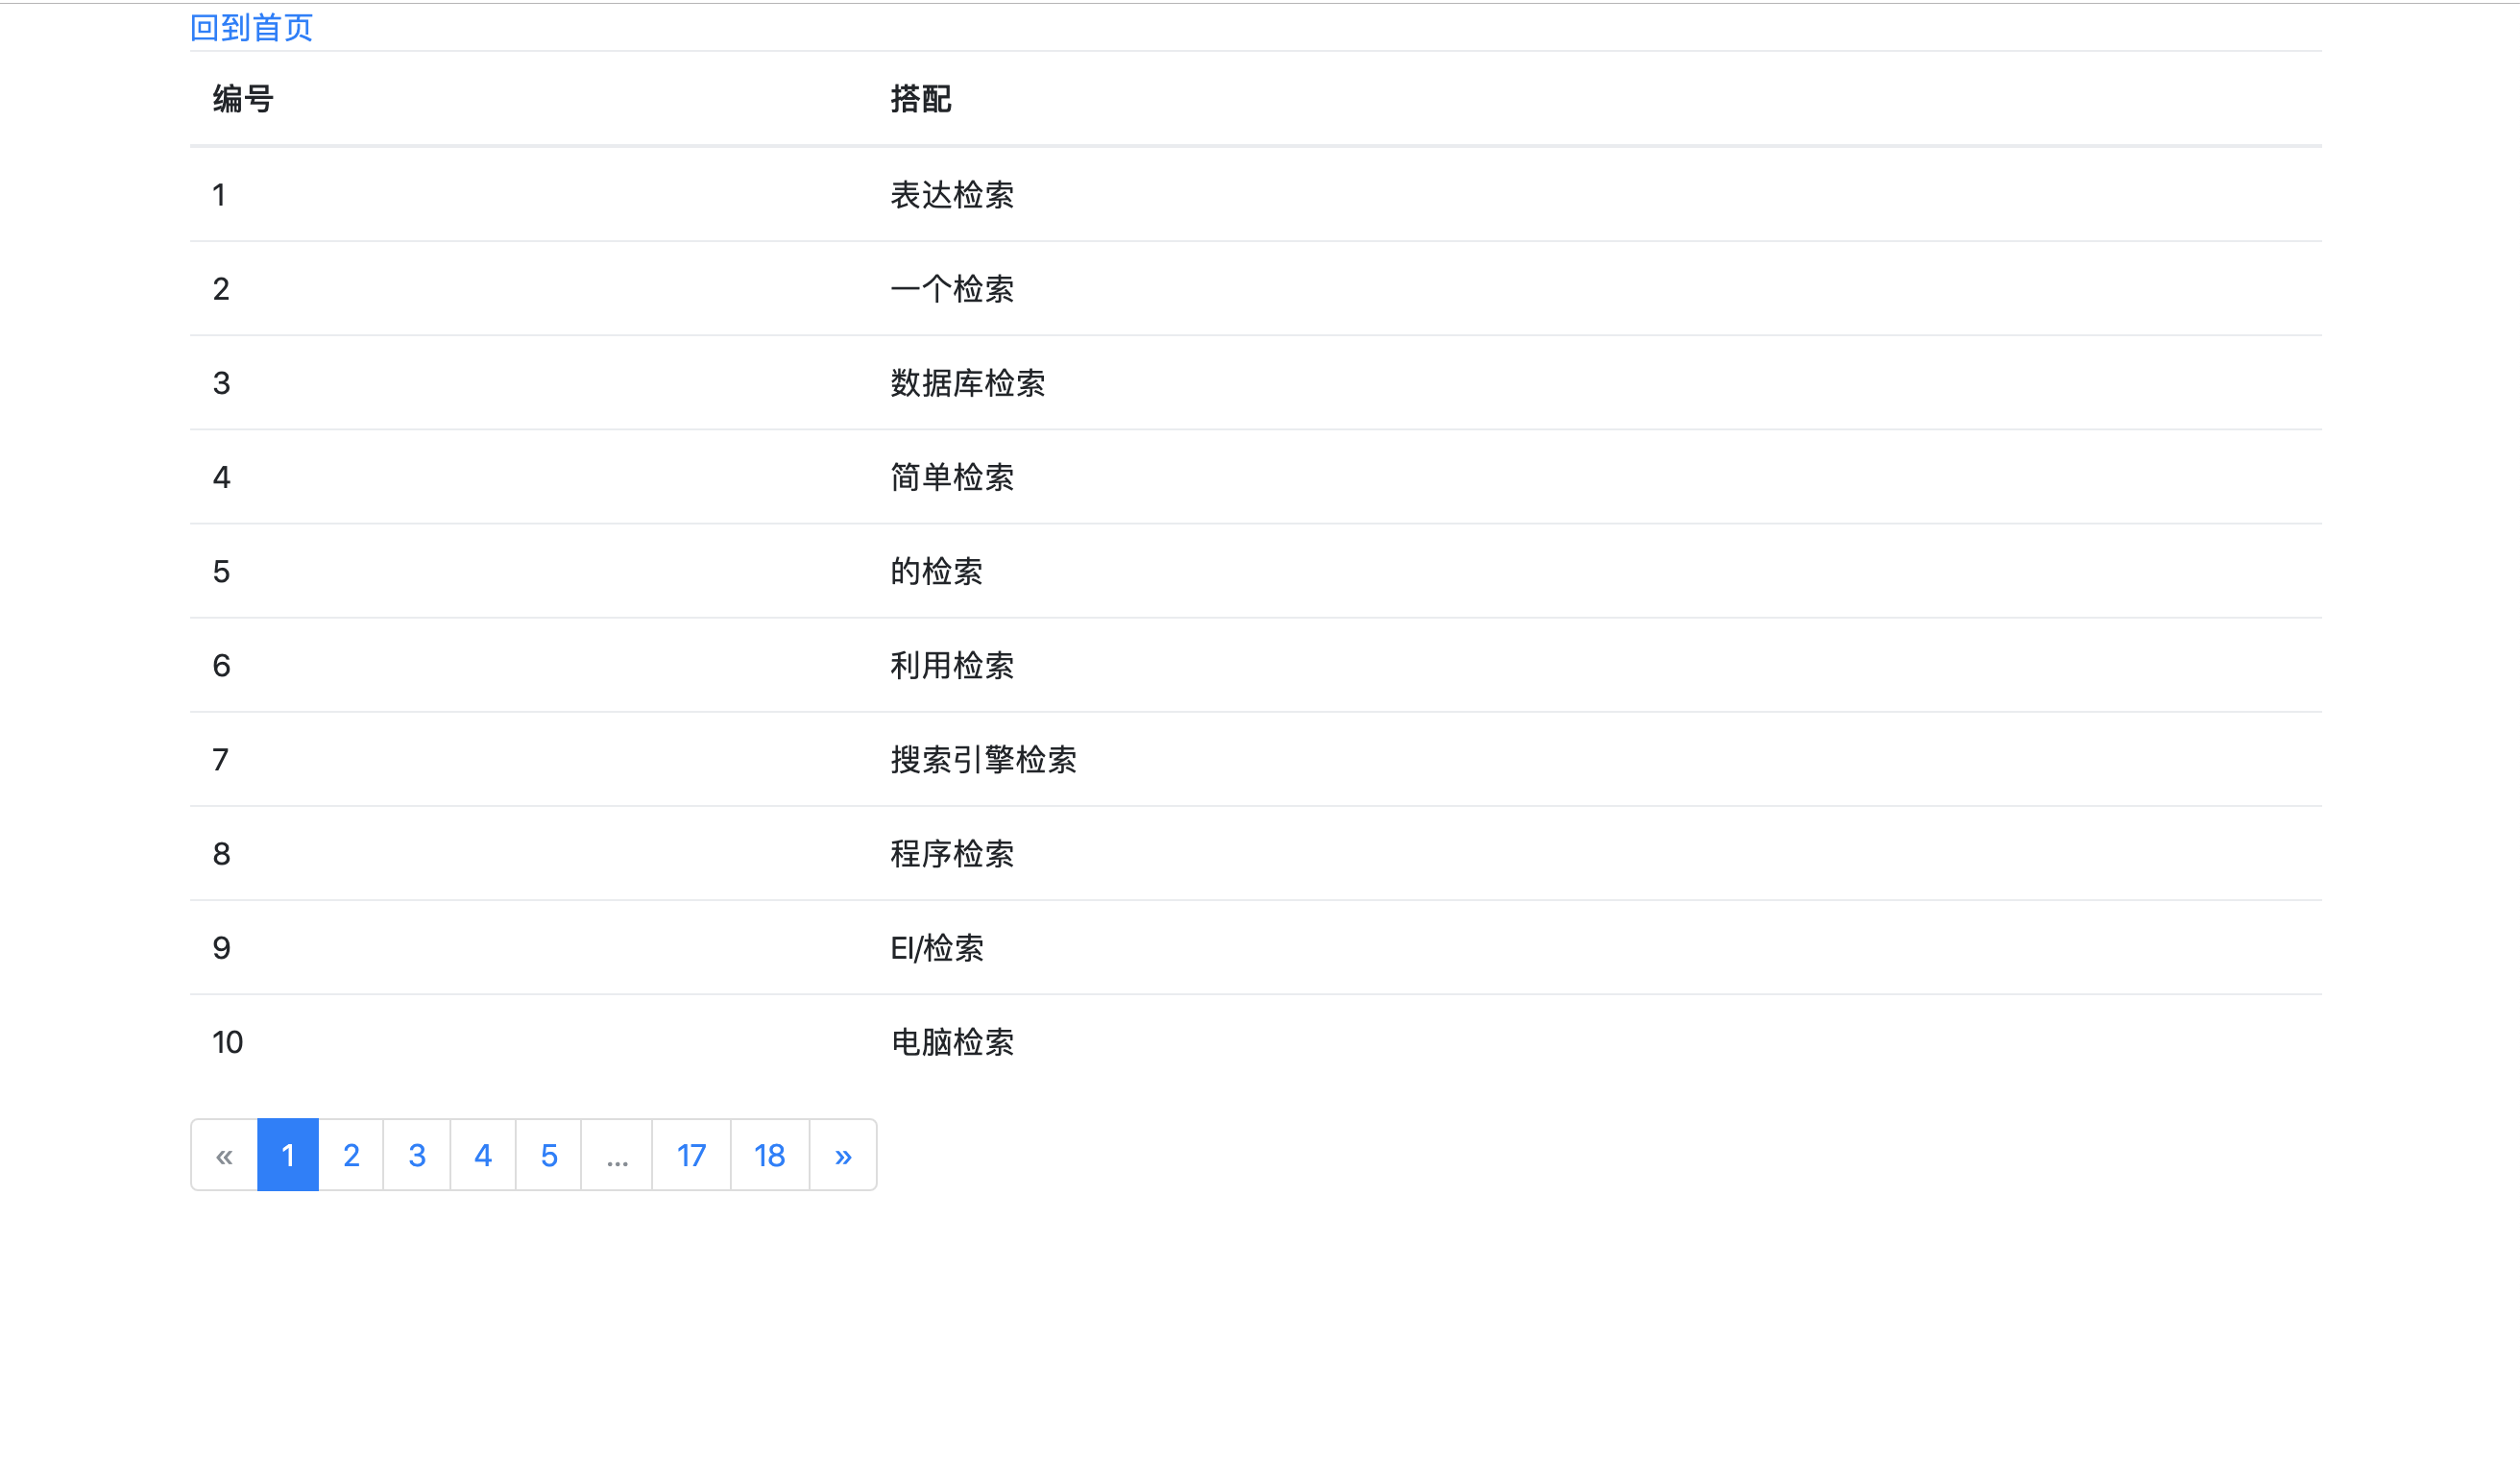 回到首页
编号 搭配
1 表达检索
2 一个检索
3 数据库检索
4 简单检索
5 的检索
6 利用检索
7 搜索引擎检索
8 程序检索
9 EI/检索
10 电脑检索
« 1 2 3 4 5 ... 17 18 »